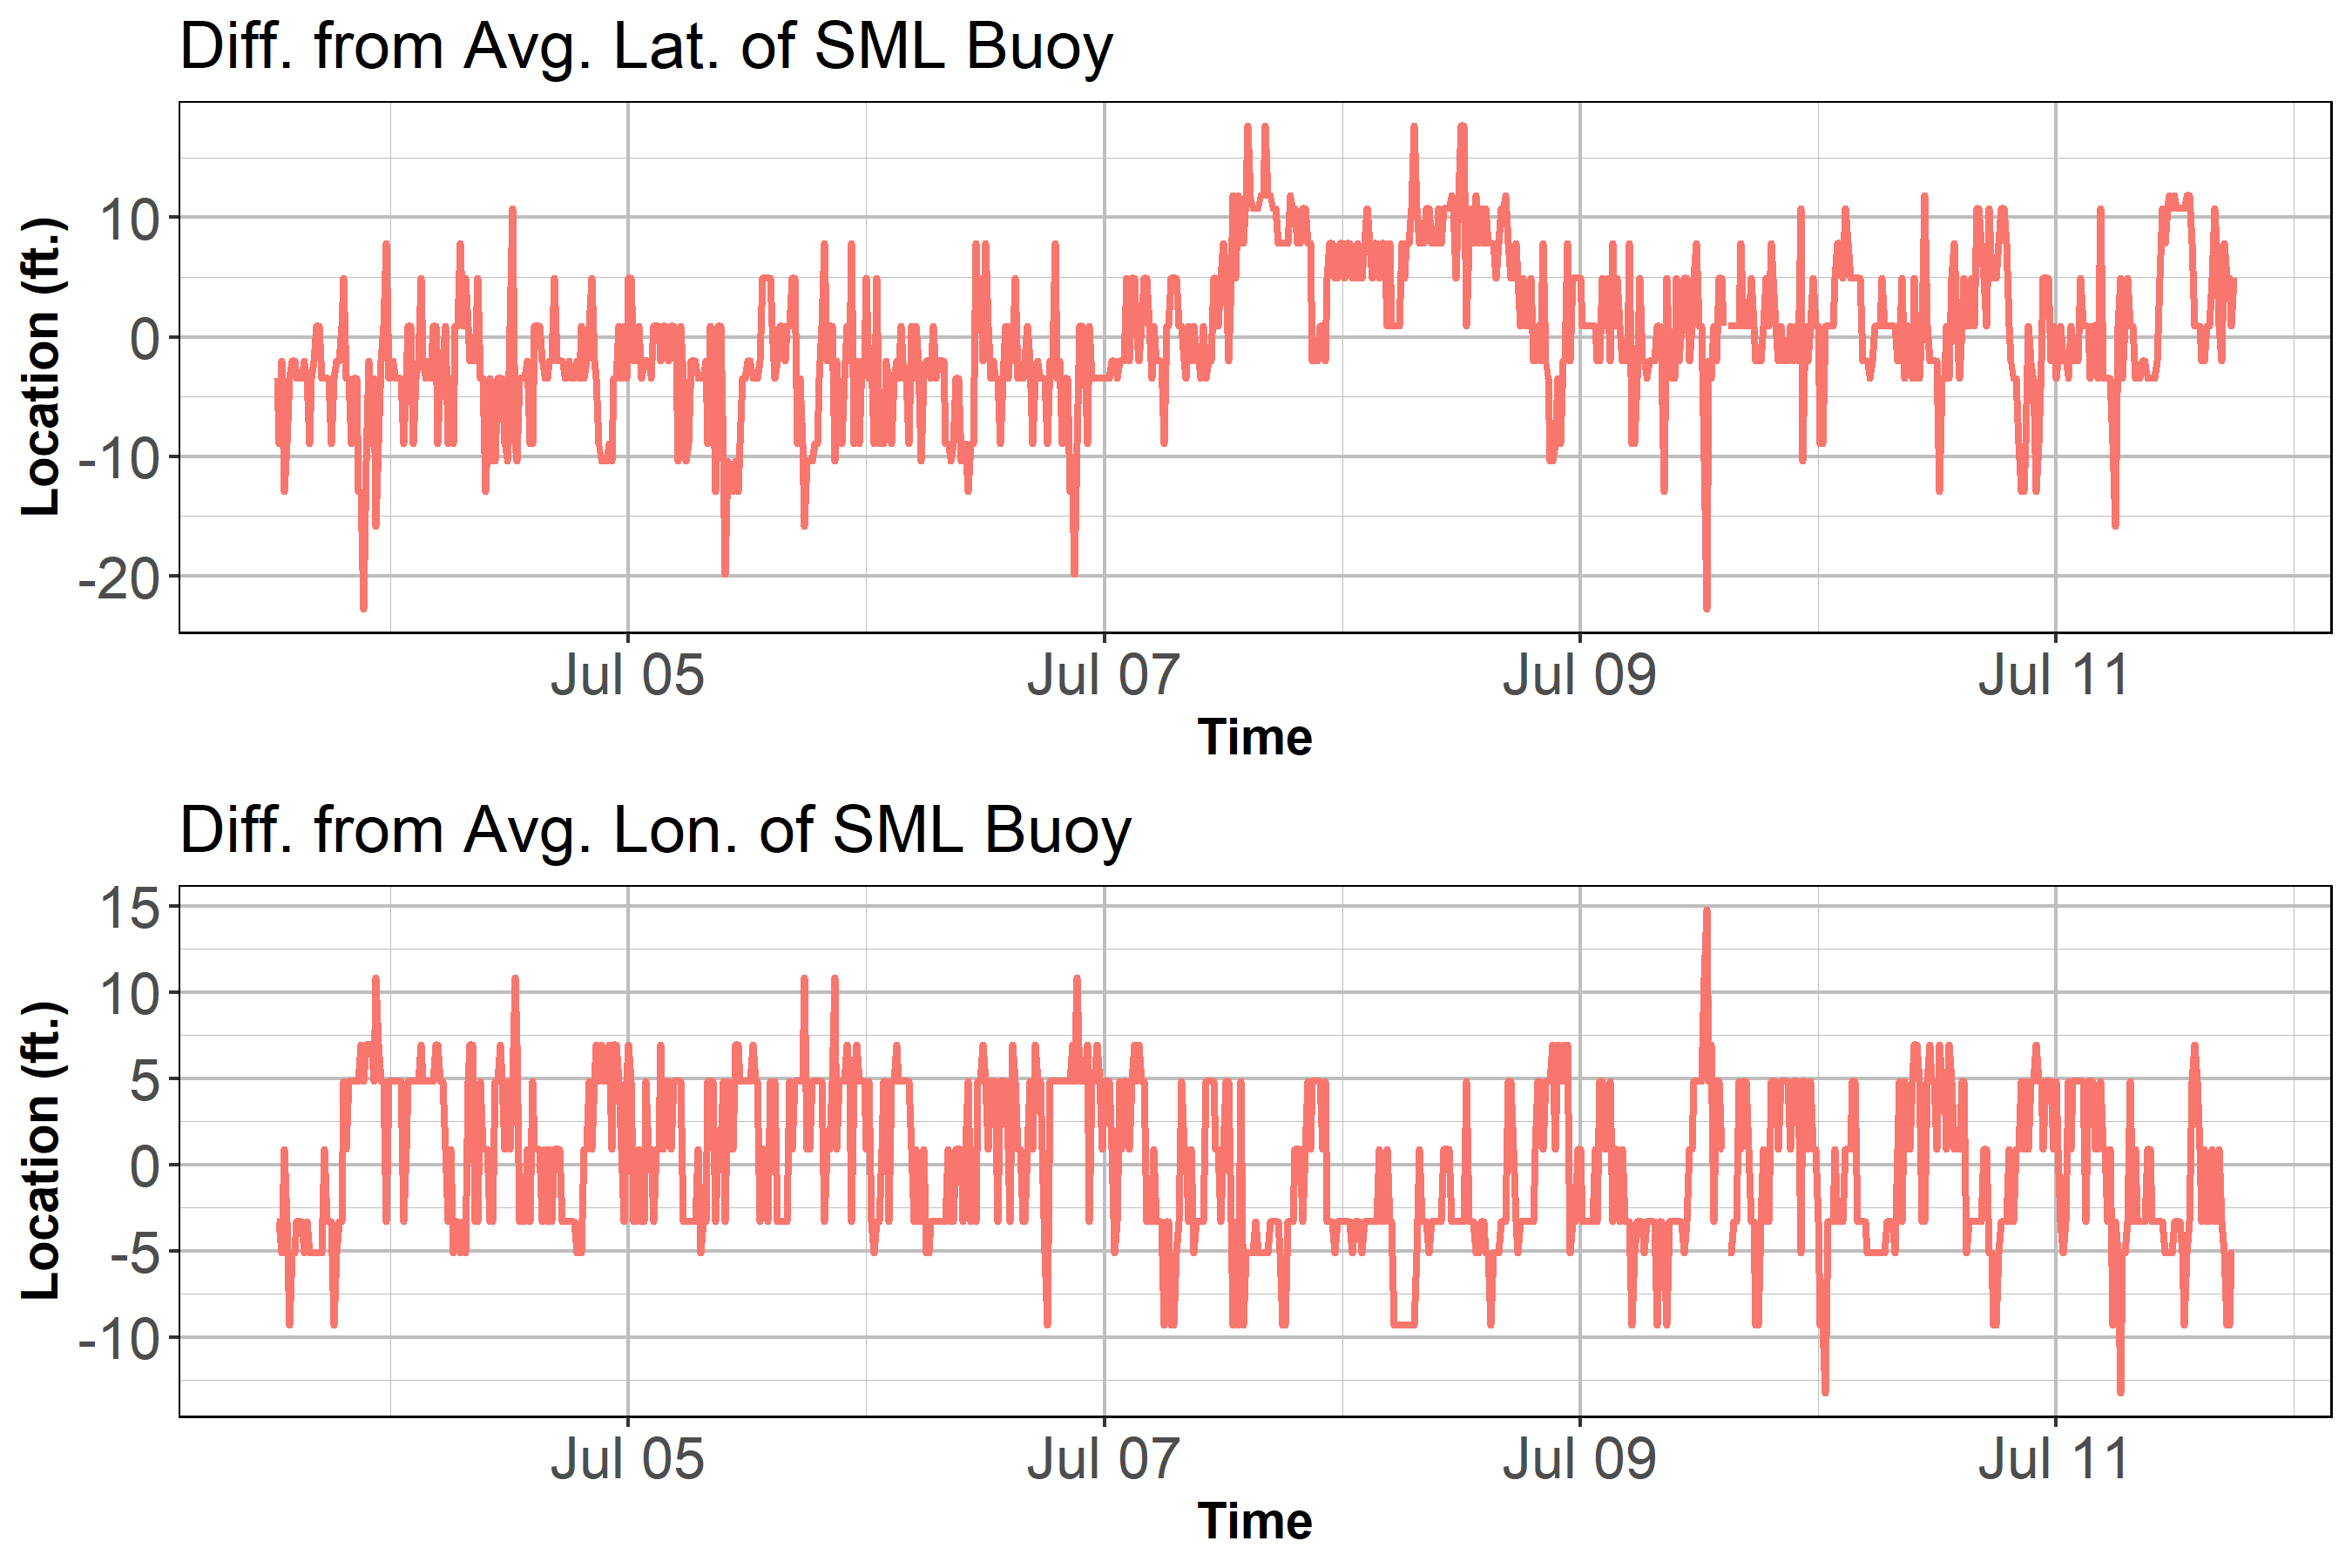 Diff. from Avg. Lat. of SML Buoy
Location (ft.)
10
0
-10
-20
Jul 05 Jul 07 Jul 09 Jul 11
Time
Diff. from Avg. Lon. of SML Buoy
Location (ft.)
15
10
5
0
-5
-10
Jul 05 Jul 07 Jul 09 Jul 11
Time